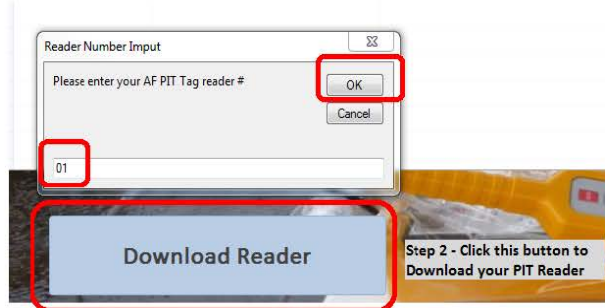 Reader Number Imput
Please enter your AF PIT Tag reader #
OK
Cancel
01
Download Reader
Step 2 - Click this button to
Download your PIT Reader